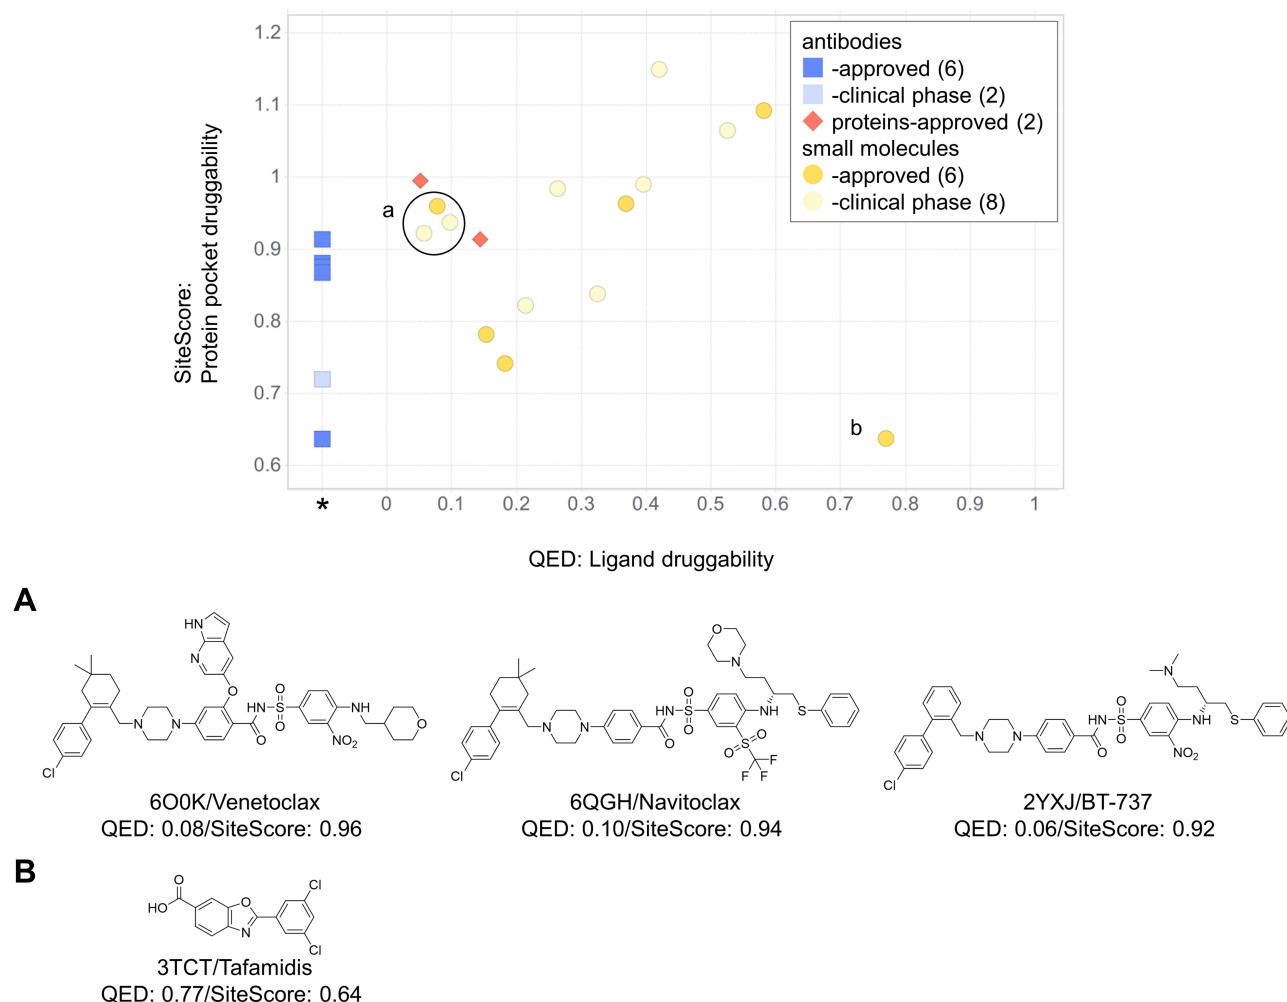 SiteScore:
Protein pocket druggability
1.2
1.1
1
0.9
0.8
0.7
0.6
antibodies
-approved (6)
-clinical phase (2)
proteins-approved (2)
small molecules
-approved (6)
-clinical phase (8)
a
b
* 0 0.1 0.2 0.3 0.4 0.5 0.6 0.7 0.8 0.9 1
QED: Ligand druggability
A
HN
N
O
O
HN S
O
NH
N
N
O
NO2
O
Cl
6O0K/Venetoclax
QED: 0.08/SiteScore: 0.96
O
N
O
HN S
O
NH
S
N
N
O
O
S O
F
F F
Cl
6QGH/Navitoclax
QED: 0.10/SiteScore: 0.94
N
O
HN S
O
NH
S
N
N
O
NO2
Cl
2YXJ/BT-737
QED: 0.06/SiteScore: 0.92
B
O
HO
O
N
Cl
Cl
3TCT/Tafamidis
QED: 0.77/SiteScore: 0.64